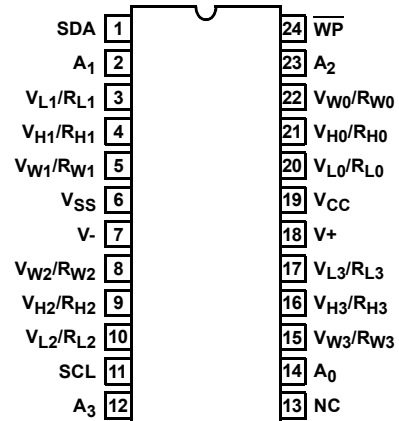 SDA 1 24 W̅P̅
A1 2 23 A2
VL1/RL1 3 22 VW0/RW0
VH1/RH1 4 21 VH0/RH0
VW1/RW1 5 20 VL0/RL0
VSS 6 19 VCC
V- 7 18 V+
VW2/RW2 8 17 VL3/RL3
VH2/RH2 9 16 VH3/RH3
VL2/RL2 10 15 VW3/RW3
SCL 11 14 A0
A3 12 13 NC